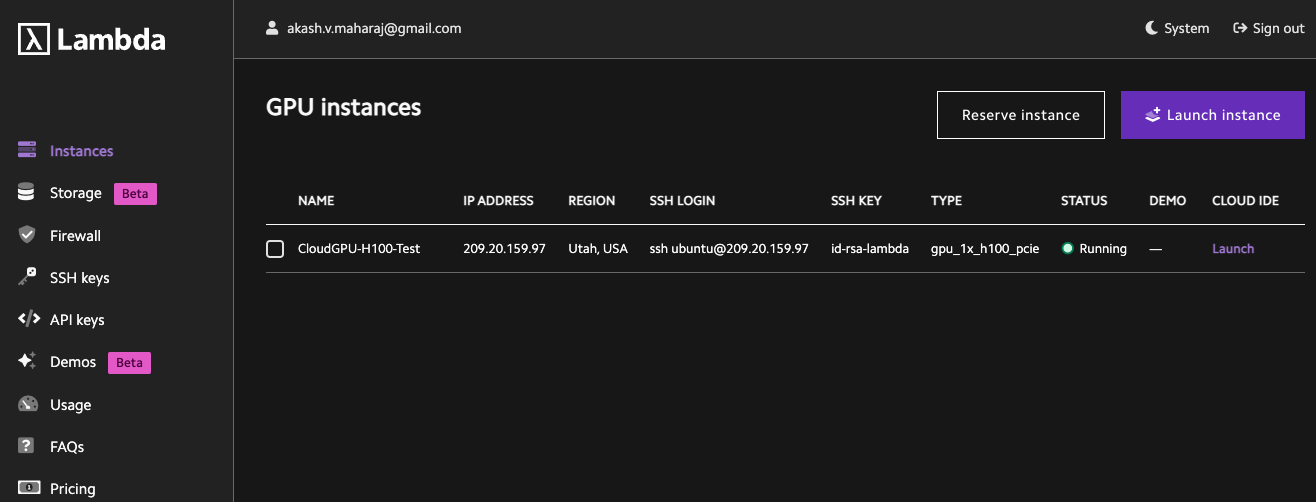 Lambda
akash.v.maharaj@gmail.com
System
Sign out
GPU instances
Reserve instance
Launch instance
Instances
Storage Beta
Firewall
SSH keys
API keys
Demos Beta
Usage
FAQs
Pricing
NAME IP ADDRESS REGION SSH LOGIN SSH KEY TYPE STATUS DEMO CLOUD IDE
CloudGPU-H100-Test 209.20.159.97 Utah, USA ssh ubuntu@209.20.159.97 id-rsa-lambda gpu_1x_h100_pcie Running — Launch